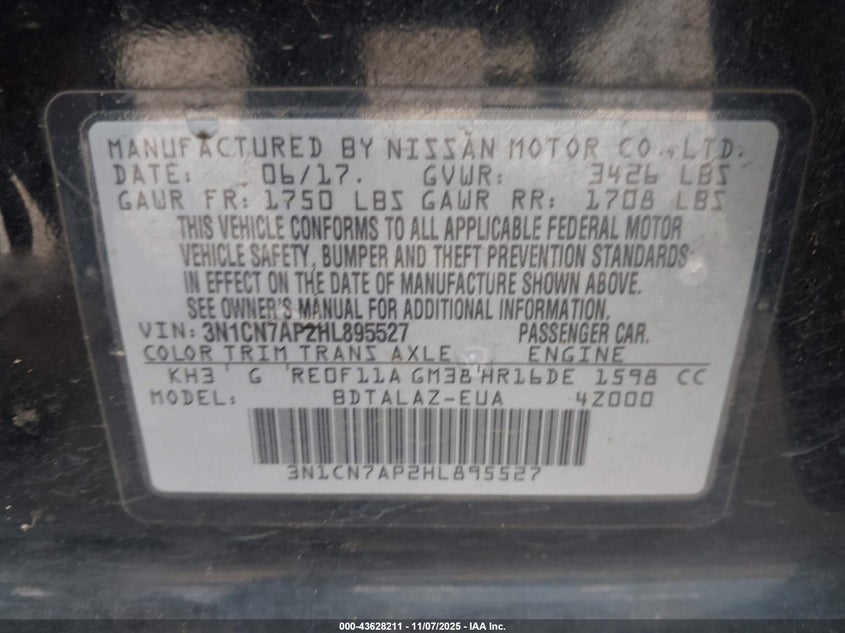 MANUFACTURED BY NISSAN MOTOR CO., LTD.
DATE: 06/17. GVWR: 3426 LBS
GAWR FR: 1750 LBS GAWR RR: 1708 LBS
THIS VEHICLE CONFORMS TO ALL APPLICABLE FEDERAL MOTOR
VEHICLE SAFETY, BUMPER AND THEFT PREVENTION STANDARDS
IN EFFECT ON THE DATE OF MANUFACTURE SHOWN ABOVE.
SEE OWNER'S MANUAL FOR ADDITIONAL INFORMATION.
VIN: 3N1CN7AP2HL895527 PASSENGER CAR.
COLOR TRIM TRANS AXLE ENGINE
KH3 G RE0F11A GM38 HR16DE 1598 CC
MODEL: BDTALAZ-EUA 4Z000
3N1CN7AP2HL895527
000-43628211 - 11/07/2025 - IAA Inc.